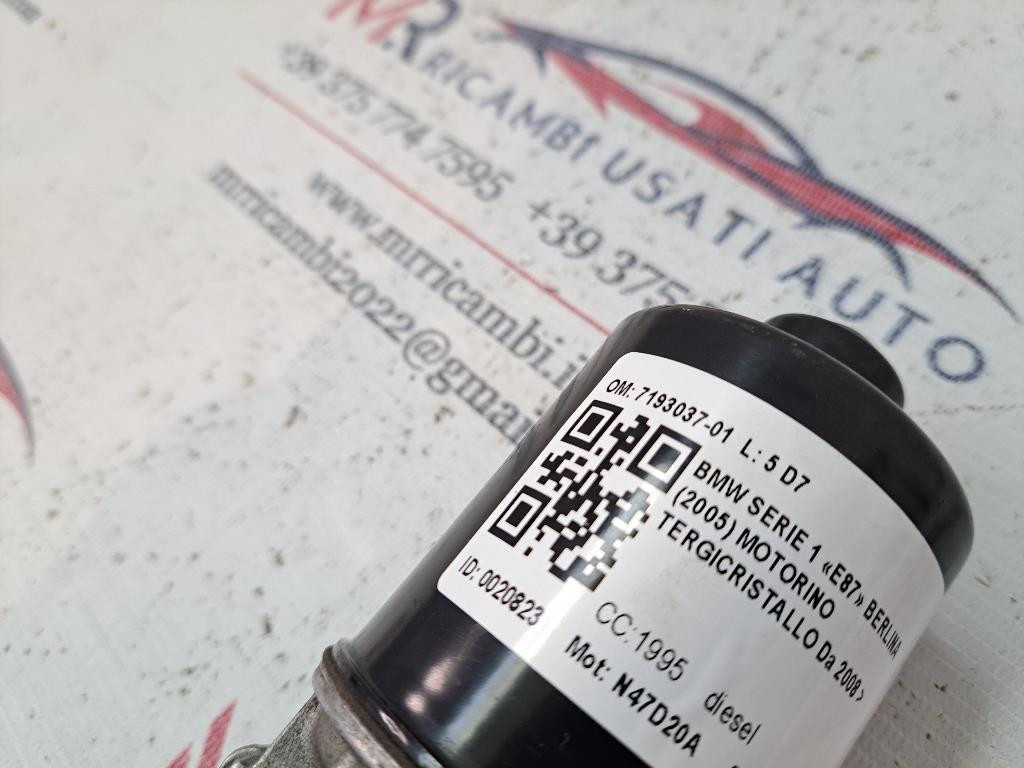 MR RICAMBI USATI AUTO
+39 375 774 7595 +39 375
www.mrricambi.i
mrricambi2022@gmai
OM: 7193037-01 L: 5 D7
BMW SERIE 1 «E87» BERLINA
(2005) MOTORINO
TERGICRISTALLO Da 2008>
ID: 0020823
CC:1995 diesel
Mot: N47D20A